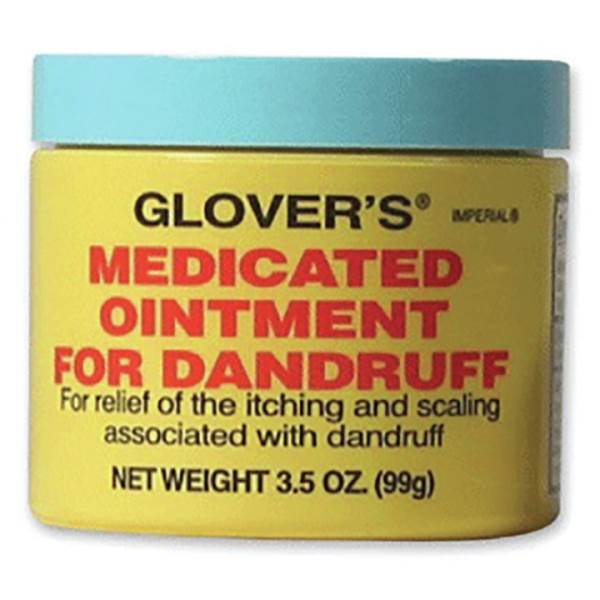 GLOVER'S® IMPERIAL®
MEDICATED
OINTMENT
FOR DANDRUFF
For relief of the itching and scaling
associated with dandruff
NET WEIGHT 3.5 OZ. (99g)